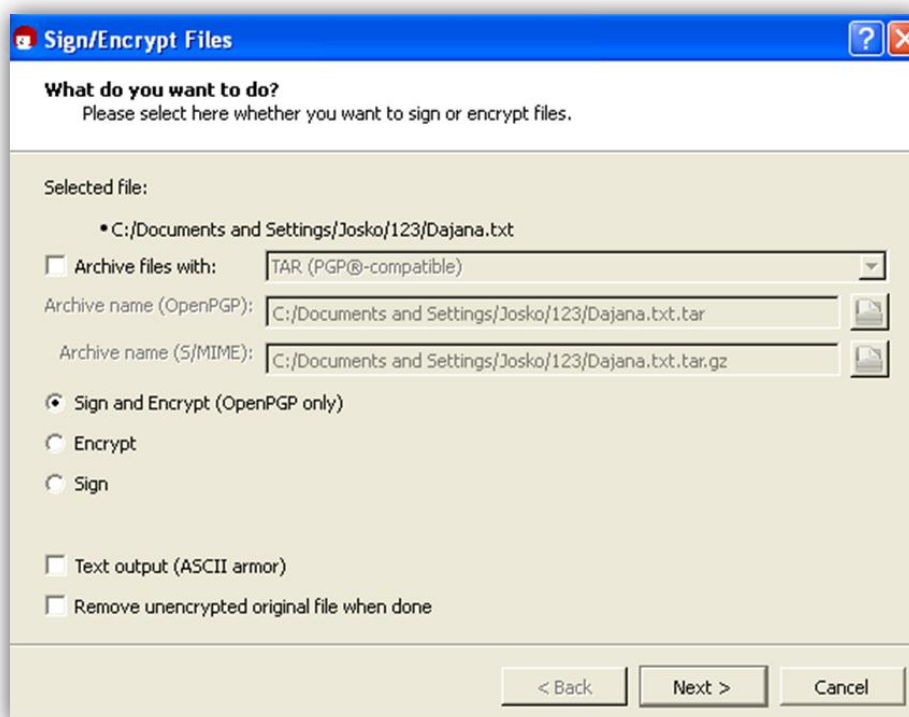 Sign/Encrypt Files
What do you want to do?
Please select here whether you want to sign or encrypt files.
Selected file:
• C:/Documents and Settings/Josko/123/Dajana.txt
Archive files with: TAR (PGP®-compatible)
Archive name (OpenPGP): C:/Documents and Settings/Josko/123/Dajana.txt.tar
Archive name (S/MIME): C:/Documents and Settings/Josko/123/Dajana.txt.tar.gz
Sign and Encrypt (OpenPGP only)
Encrypt
Sign
Text output (ASCII armor)
Remove unencrypted original file when done
< Back Next > Cancel